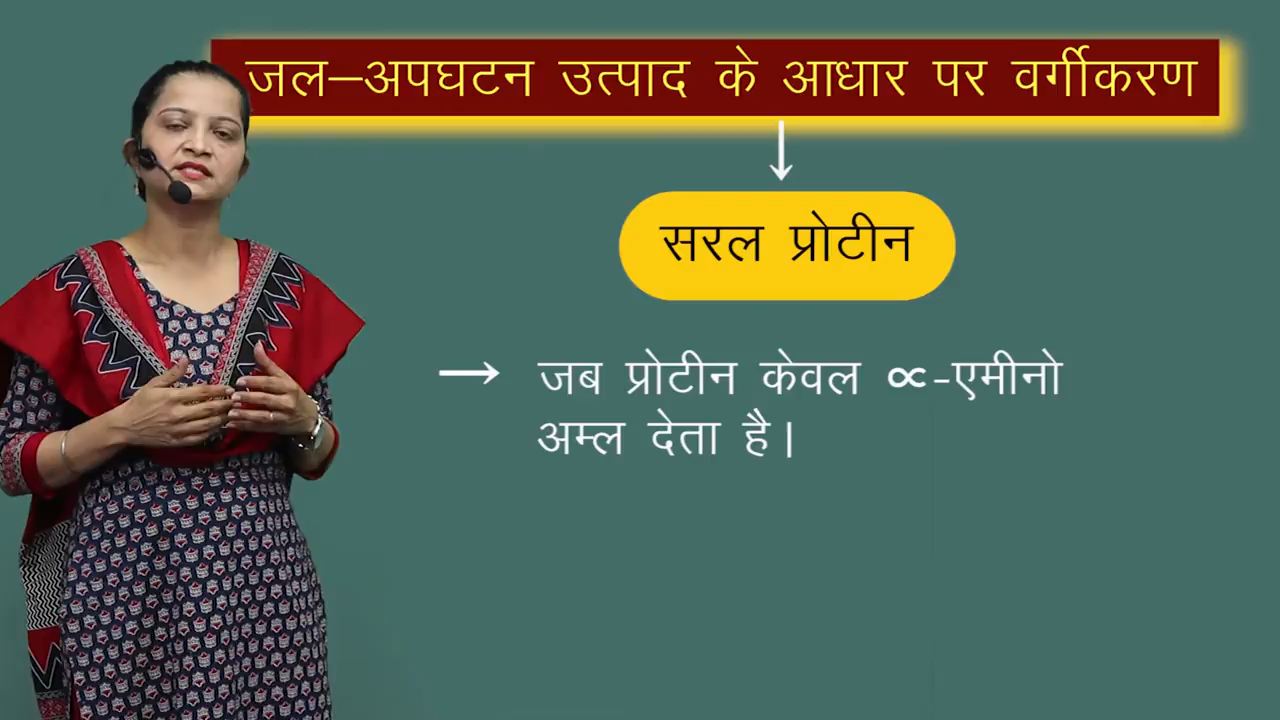 जल–अपघटन उत्पाद के आधार पर वर्गीकरण
सरल प्रोटीन
→ जब प्रोटीन केवल ∝-एमीनो
अम्ल देता है।